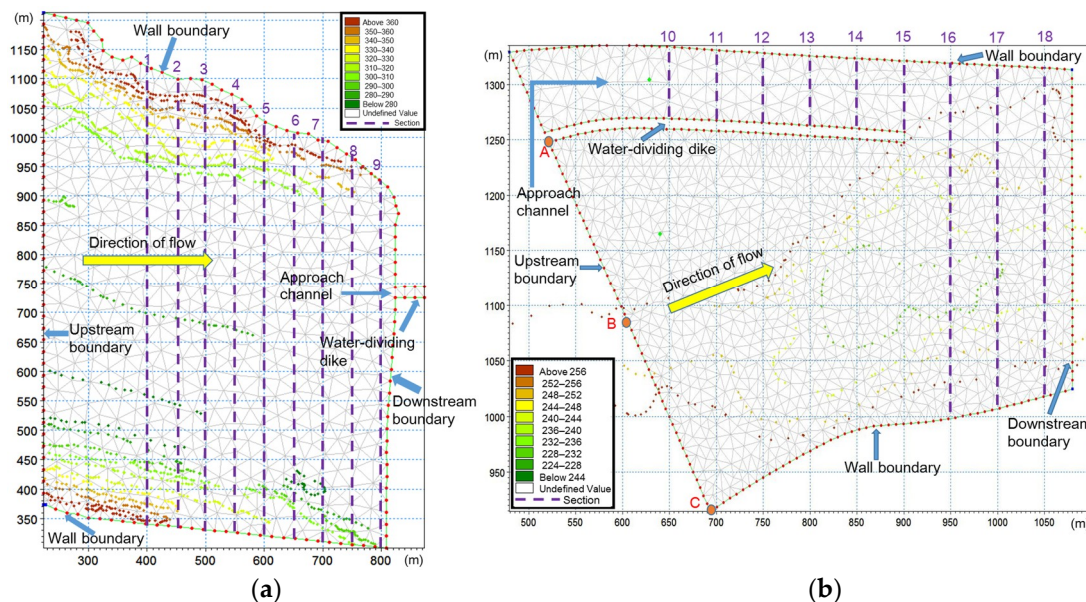 (m)
1150
1100
1050
1000
950
900
850
800
750
700
650
600
550
500
450
400
350
300
400
500
600
700
800
(m)
Wall boundary
Above 360
350–360
340–350
330–340
320–330
310–320
300–310
290–300
280–290
Below 280
Undefined Value
Section
1
2
3
4
5
6
7
8
9
Direction of flow
Approach
channel
Upstream
boundary
Water-dividing
dike
Downstream
boundary
Wall boundary
(a)
(m)
1300
1250
1200
1150
1100
1050
1000
950
500
550
600
650
700
750
800
850
900
950
1000
1050
(m)
10
11
12
13
14
15
16
17
18
Wall boundary
A
Water-dividing dike
Approach
channel
Upstream
boundary
Direction of flow
B
Above 256
252–256
248–252
244–248
240–244
236–240
232–236
228–232
224–228
Below 244
Undefined Value
Section
C
Wall boundary
Downstream
boundary
(b)